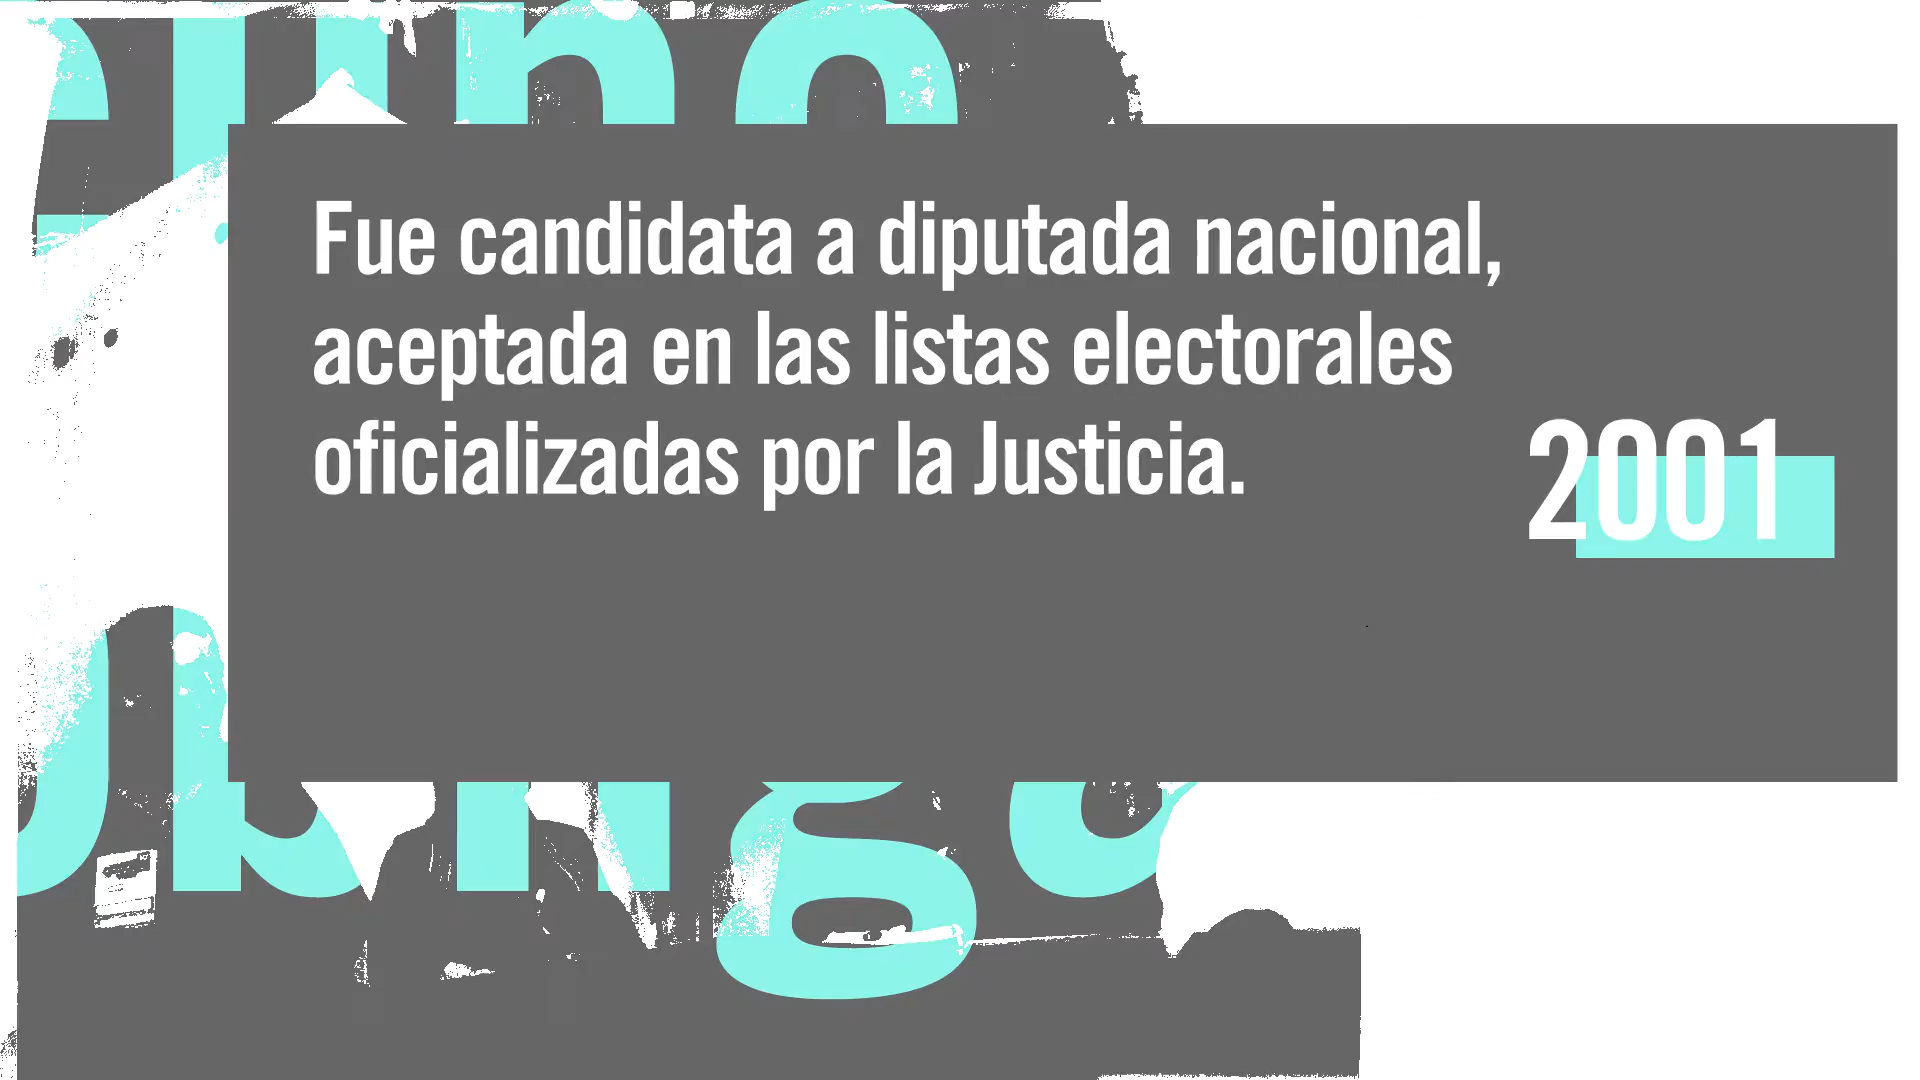 Fue candidata a diputada nacional,
aceptada en las listas electorales
oficializadas por la Justicia.
2001